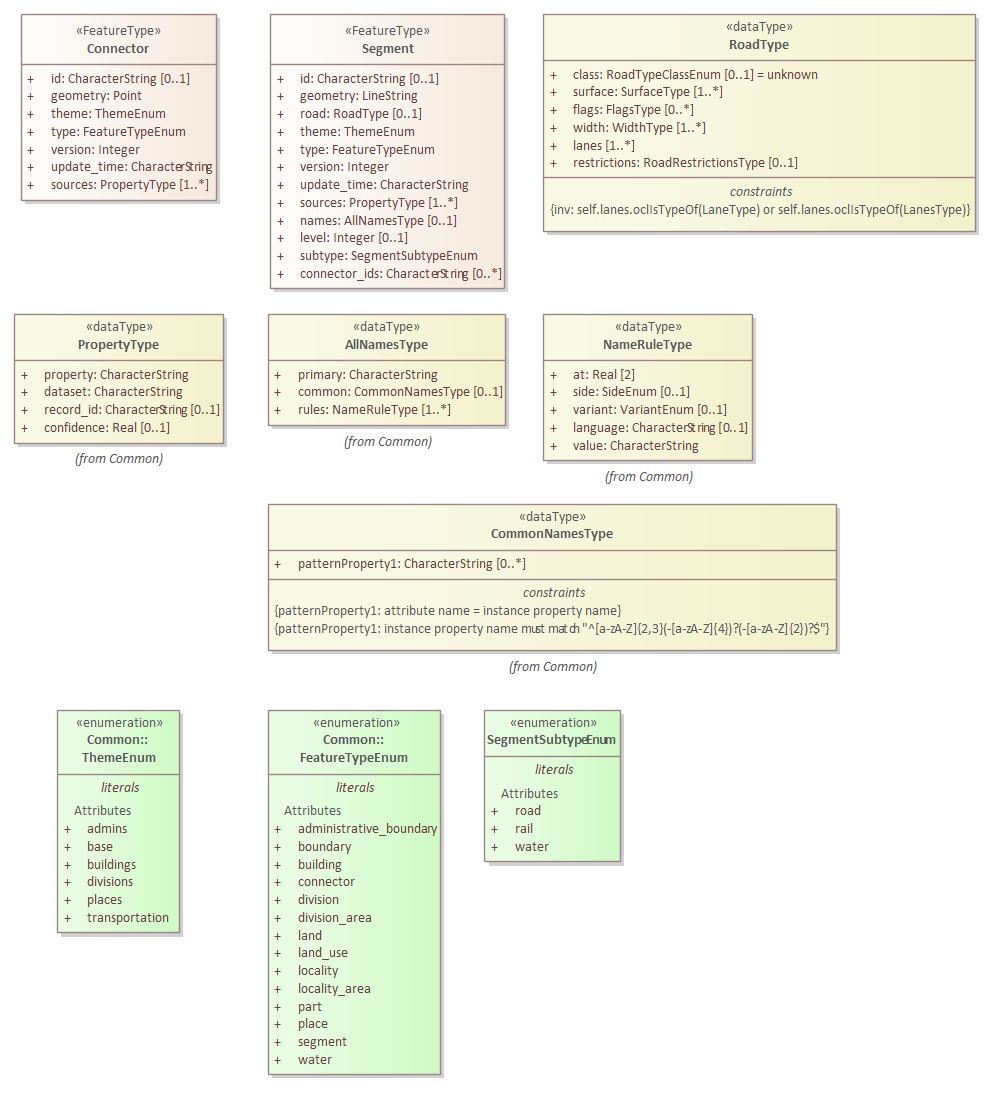 «FeatureType»
Connector
+ id: CharacterString [0..1]
+ geometry: Point
+ theme: ThemeEnum
+ type: FeatureTypeEnum
+ version: Integer
+ update_time: CharacterString
+ sources: PropertyType [1..*]
«FeatureType»
Segment
+ id: CharacterString [0..1]
+ geometry: LineString
+ road: RoadType [0..1]
+ theme: ThemeEnum
+ type: FeatureTypeEnum
+ version: Integer
+ update_time: CharacterString
+ sources: PropertyType [1..*]
+ names: AllNamesType [0..1]
+ level: Integer [0..1]
+ subtype: SegmentSubtypeEnum
+ connector_ids: CharacterString [0..*]
«dataType»
RoadType
+ class: RoadTypeClassEnum [0..1] = unknown
+ surface: SurfaceType [1..*]
+ flags: FlagsType [0..*]
+ width: WidthType [1..*]
+ lanes [1..*]
+ restrictions: RoadRestrictionsType [0..1]
constraints
{inv: self.lanes.oclIsTypeOf(LaneType) or self.lanes.oclIsTypeOf(LanesType)}
«dataType»
PropertyType
+ property: CharacterString
+ dataset: CharacterString
+ record_id: CharacterString [0..1]
+ confidence: Real [0..1]
(from Common)
«dataType»
AllNamesType
+ primary: CharacterString
+ common: CommonNamesType [0..1]
+ rules: NameRuleType [1..*]
(from Common)
«dataType»
NameRuleType
+ at: Real [2]
+ side: SideEnum [0..1]
+ variant: VariantEnum [0..1]
+ language: CharacterString [0..1]
+ value: CharacterString
(from Common)
«dataType»
CommonNamesType
+ patternProperty1: CharacterString [0..*]
constraints
{patternProperty1: attribute name = instance property name}
{patternProperty1: instance property name must match "^[a-zA-Z]{2,3}(-[a-zA-Z]{4})?(-[a-zA-Z]{2})?$"}
(from Common)
«enumeration»
Common::
ThemeEnum
literals
Attributes
+ admins
+ base
+ buildings
+ divisions
+ places
+ transportation
«enumeration»
Common::
FeatureTypeEnum
literals
Attributes
+ administrative_boundary
+ boundary
+ building
+ connector
+ division
+ division_area
+ land
+ land_use
+ locality
+ locality_area
+ part
+ place
+ segment
+ water
«enumeration»
SegmentSubtypeEnum
literals
Attributes
+ road
+ rail
+ water